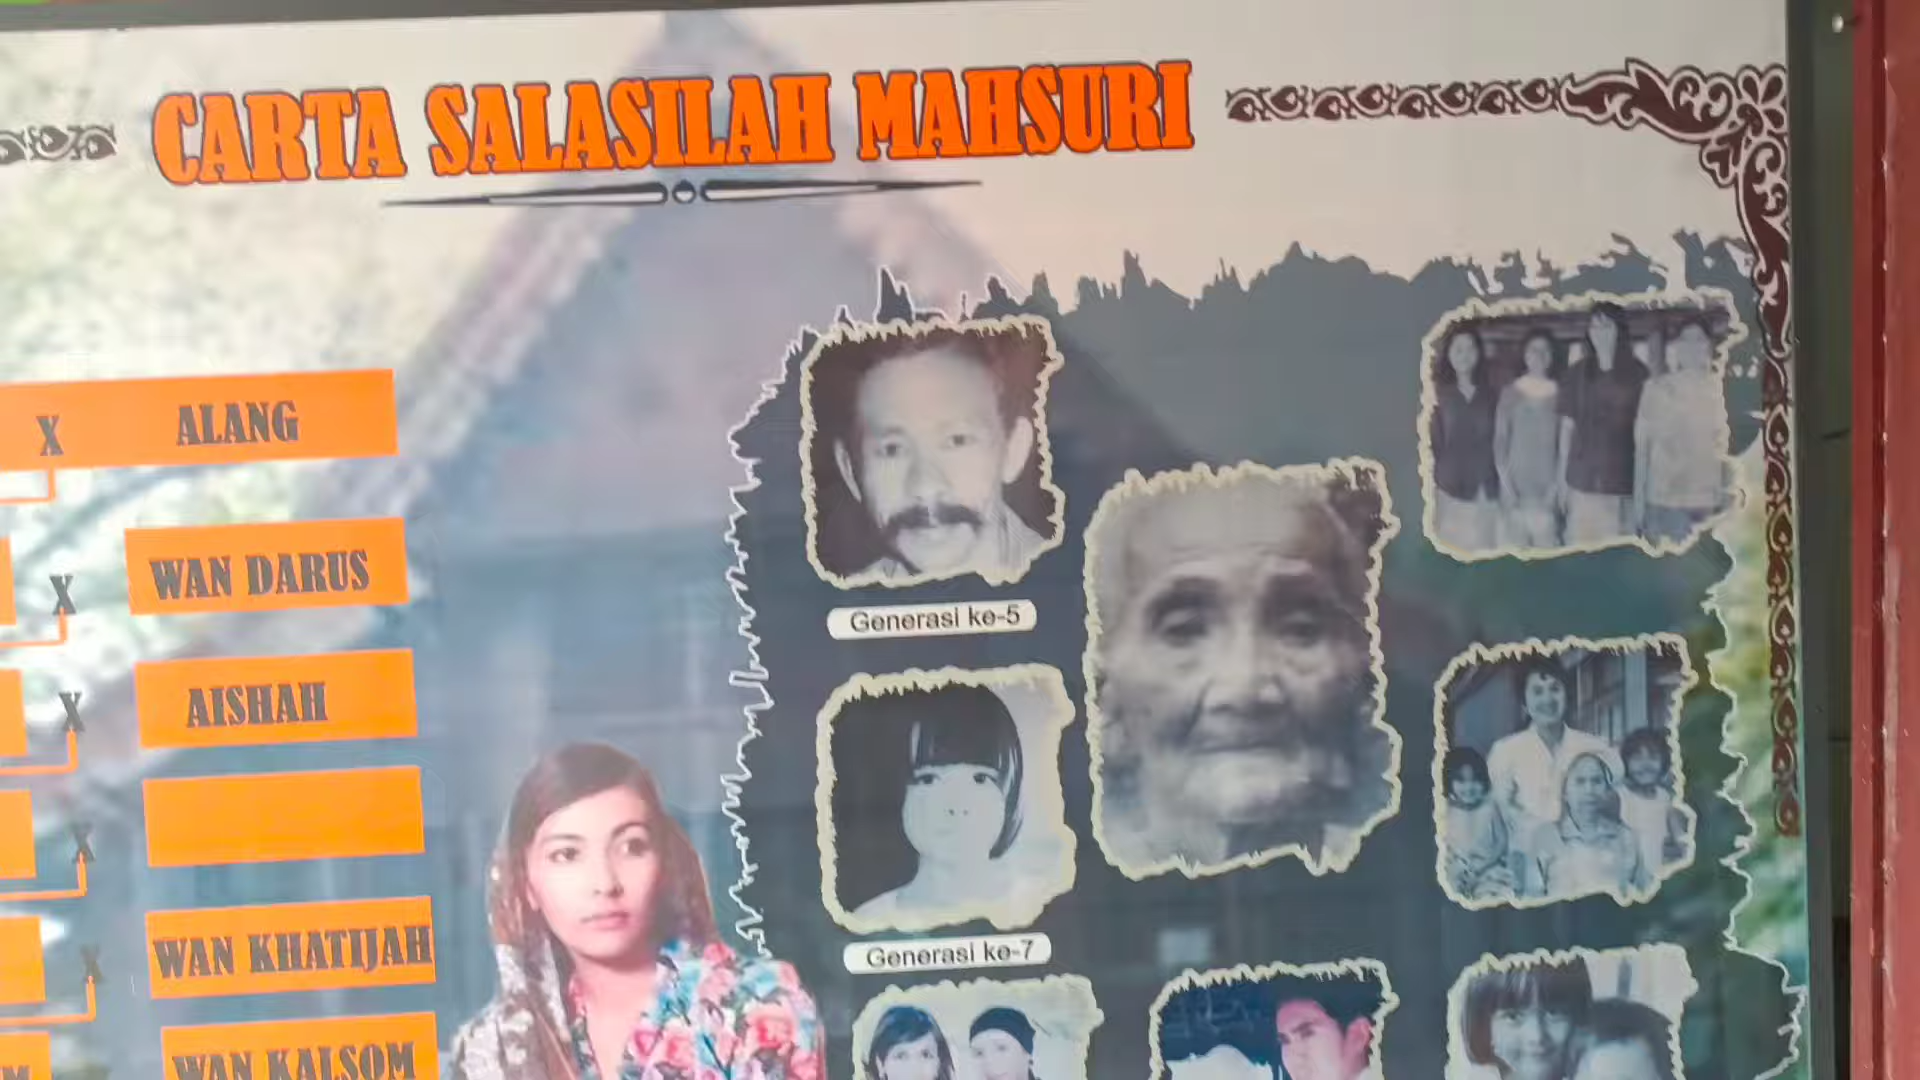 CARTA SALASILAH MAHSURI
X ALANG
X WAN DARUS
X AISHAH
X
X WAN KHATIJAH
M WAN KALSOM
Generasi ke-5
Generasi ke-7